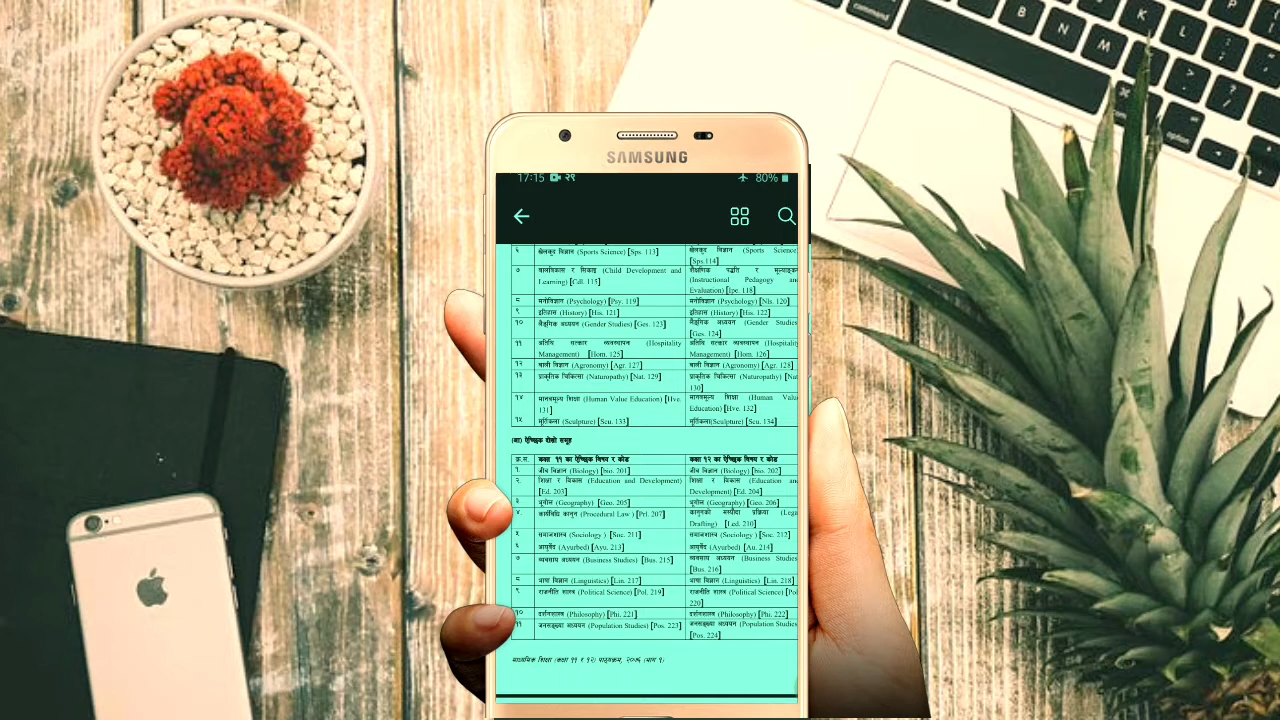 SAMSUNG
17:15 २९ 80%
६ खेलकुद विज्ञान (Sports Science) [Sps. 113] खेलकुद विज्ञान (Sports Science)
[Sps.114]
७ बालविकास र सिकाइ (Child Development and शैक्षणिक पद्धति र मूल्याङ्कन
Learning) [Cdl. 115] (Instructional Pedagogy and
Evaluation) [Ipe. 118]
८ मनोविज्ञान (Psychology) [Psy. 119] मनोविज्ञान (Psychology) [Nls. 120]
९ इतिहास (History) [His. 121] इतिहास (History) [His. 122]
१० लैङ्गिक अध्ययन (Gender Studies) [Ges. 123] लैङ्गिक अध्ययन (Gender Studies)
[Ges. 124]
११ अतिथि सत्कार व्यवस्थापन (Hospitality अतिथि सत्कार व्यवस्थापन (Hospitality
Management) [Hom. 125] Management) [Hom. 126]
१२ बाली विज्ञान (Agronomy) [Agr. 127] बाली विज्ञान (Agronomy) [Agr. 128]
१३ प्राकृतिक चिकित्सा (Naturopathy) [Nat. 129] प्राकृतिक चिकित्सा (Naturopathy) [Nat
130]
१४ मानवमूल्य शिक्षा (Human Value Education) [Hve. मानवमूल्य शिक्षा (Human Value
131] Education) [Hve. 132]
१५ मूर्तिकला (Sculpture) [Scu. 133] मूर्तिकला(Sculpture) [Scu. 134]
(आ) ऐच्छिक दोस्रो समूह
क्र.स. कक्षा ११ का ऐच्छिक विषय र कोड कक्षा १२ का ऐच्छिक विषय र कोड
१. जीव विज्ञान (Biology) [bio. 201] जीव विज्ञान (Biology) [bio. 202]
२. शिक्षा र विकास (Education and Development) शिक्षा र विकास (Education and
[Ed. 203] Development) [Ed. 204]
३ भूगोल (Geography) [Geo. 205] भूगोल (Geography) [Geo. 206]
४. कार्यविधि कानुन (Procedural Law ) [Prl. 207] कानुनको मस्यौदा प्रक्रिया (Legal
Drafting) [Led. 210]
५ समाजशास्त्र (Sociology ) [Soc. 211] समाजशास्त्र (Sociology ) [Soc. 212]
६ आयुर्वेद (Ayurbed) [Ayu. 213] आयुर्वेद (Ayurbed) [Au. 214]
७ व्यवसाय अध्ययन (Business Studies) [Bus. 215] व्यवसाय अध्ययन (Business Studies)
[Bus. 216]
८ भाषा विज्ञान (Linguistics) [Lin. 217] भाषा विज्ञान (Linguistics) [Lin. 218]
९ राजनीति शास्त्र (Political Science) [Pol. 219] राजनीति शास्त्र (Political Science) [Pol
220]
१० दर्शनशास्त्र (Philosophy) [Phi. 221] दर्शनशास्त्र (Philosophy) [Phi. 222]
११ जनसङ्ख्या अध्ययन (Population Studies) [Pos. 223] जनसङ्ख्या अध्ययन (Population Studies)
[Pos. 224]
माध्यमिक शिक्षा (कक्षा ११ र १२) पाठ्यक्रम, २०७६ (भाग १)
command B N M K L P
option